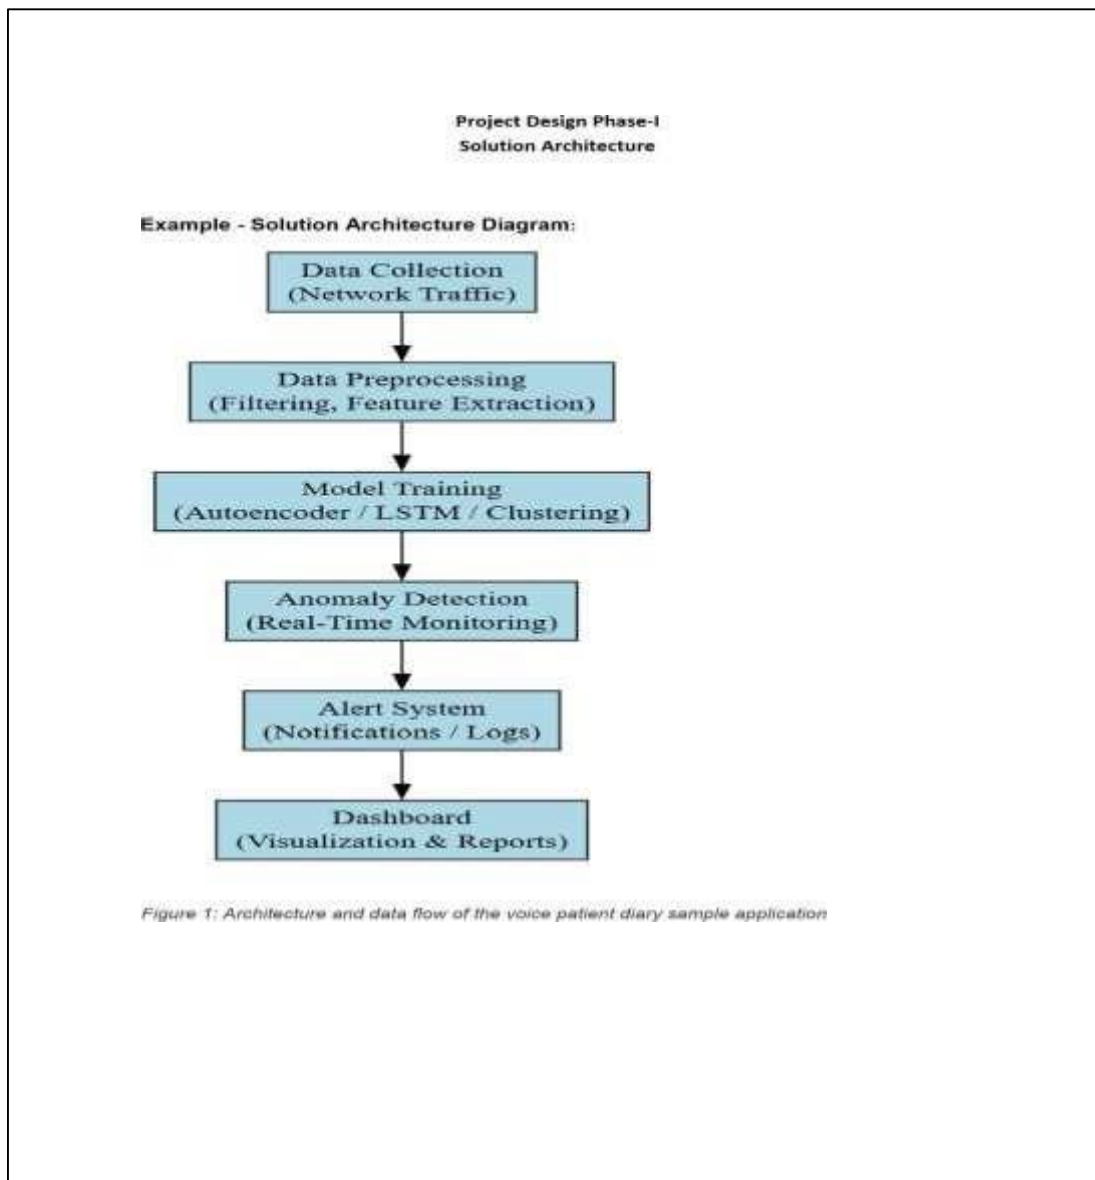 Project Design Phase-I
Solution Architecture
Example - Solution Architecture Diagram:
Data Collection
(Network Traffic)
Data Preprocessing
(Filtering, Feature Extraction)
Model Training
(Autoencoder / LSTM / Clustering)
Anomaly Detection
(Real-Time Monitoring)
Alert System
(Notifications / Logs)
Dashboard
(Visualization & Reports)
Figure 1: Architecture and data flow of the voice patient diary sample application